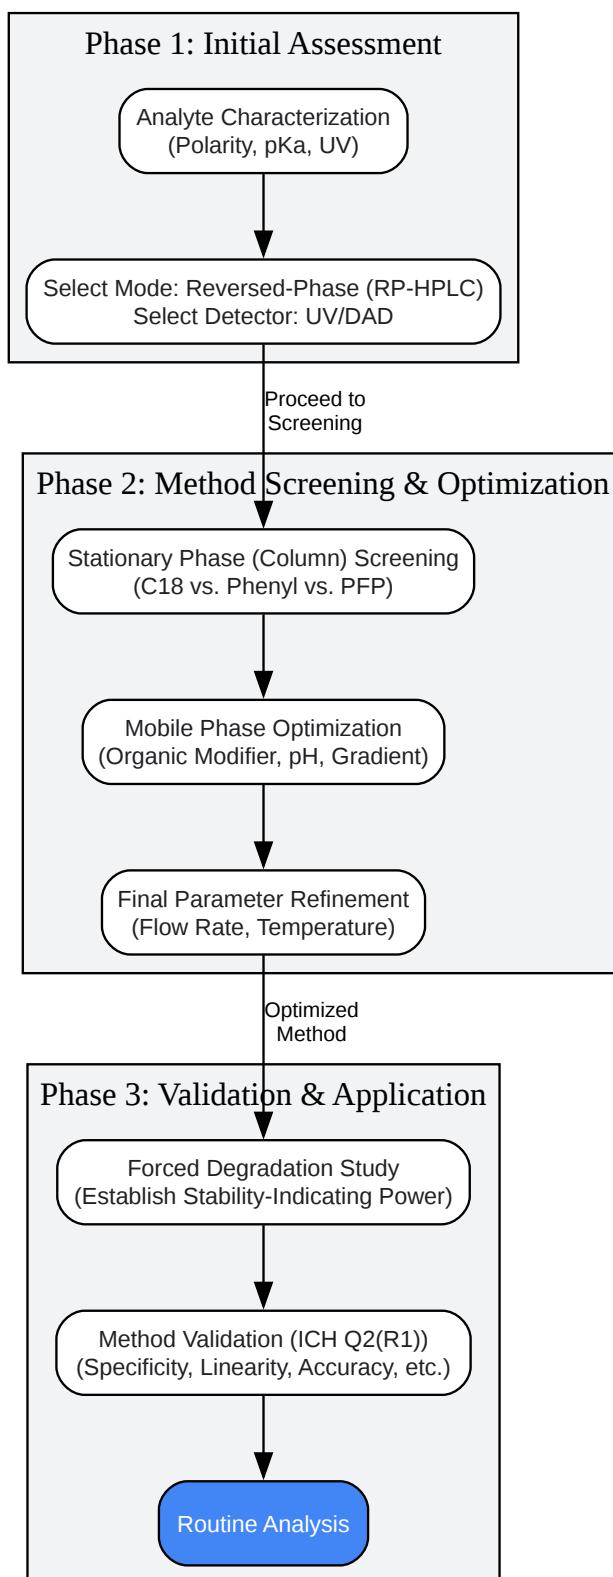 Phase 1: Initial Assessment
Analyte Characterization
(Polarity, pKa, UV)
Select Mode: Reversed-Phase (RP-HPLC)
Select Detector: UV/DAD
Proceed to
Screening
Phase 2: Method Screening & Optimization
Stationary Phase (Column) Screening
(C18 vs. Phenyl vs. PFP)
Mobile Phase Optimization
(Organic Modifier, pH, Gradient)
Final Parameter Refinement
(Flow Rate, Temperature)
Optimized
Method
Phase 3: Validation & Application
Forced Degradation Study
(Establish Stability-Indicating Power)
Method Validation (ICH Q2(R1))
(Specificity, Linearity, Accuracy, etc.)
Routine Analysis